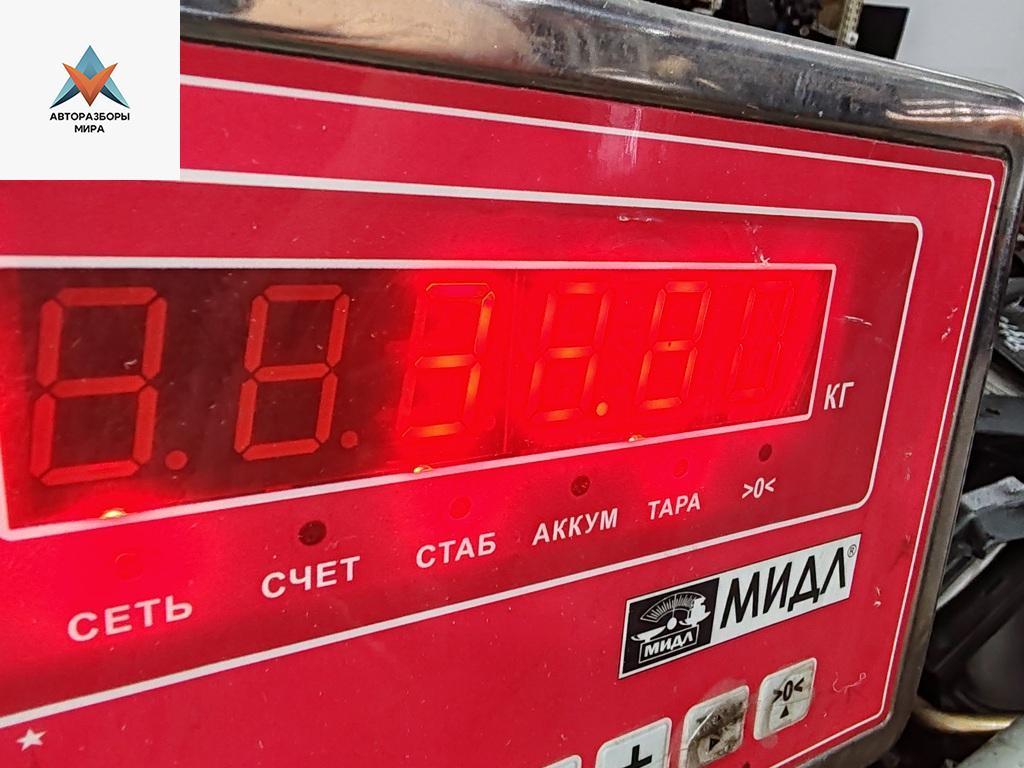 АВТОРАЗБОРЫ
МИРА
КГ
СЕТЬ СЧЕТ СТАБ АККУМ ТАРА >0<
МИДЛ МИДЛ®
+ >0<